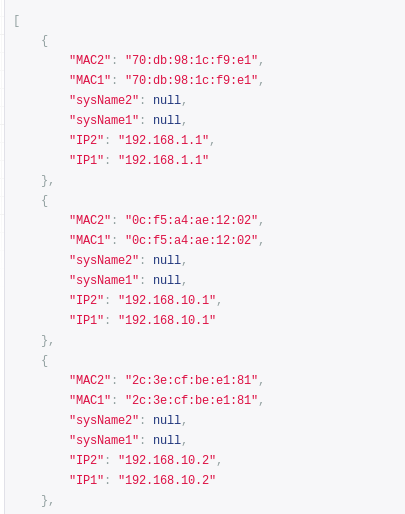 [
{
"MAC2": "70:db:98:1c:f9:e1",
"MAC1": "70:db:98:1c:f9:e1",
"sysName2": null,
"sysName1": null,
"IP2": "192.168.1.1",
"IP1": "192.168.1.1"
},
{
"MAC2": "0c:f5:a4:ae:12:02",
"MAC1": "0c:f5:a4:ae:12:02",
"sysName2": null,
"sysName1": null,
"IP2": "192.168.10.1",
"IP1": "192.168.10.1"
},
{
"MAC2": "2c:3e:cf:be:e1:81",
"MAC1": "2c:3e:cf:be:e1:81",
"sysName2": null,
"sysName1": null,
"IP2": "192.168.10.2",
"IP1": "192.168.10.2"
},